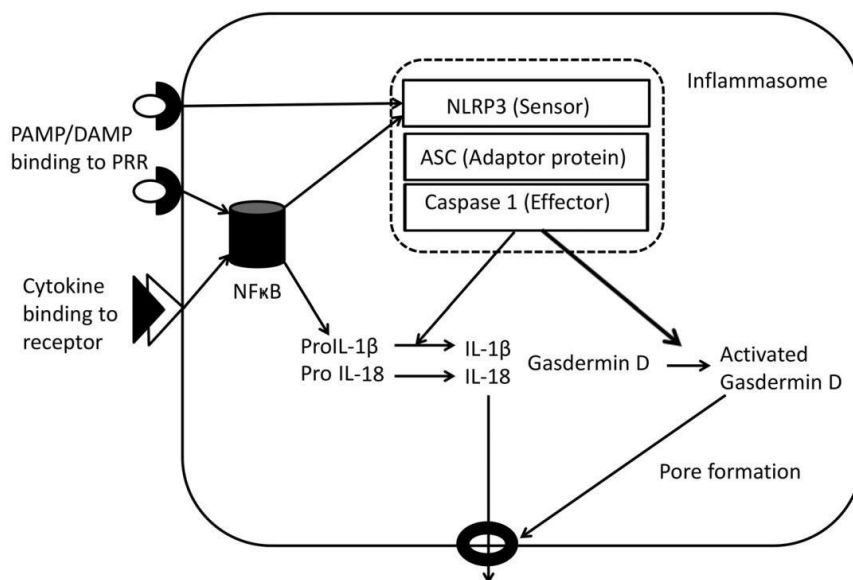 Inflammasome
NLRP3 (Sensor)
PAMP/DAMP
binding to PRR
ASC (Adaptor protein)
Caspase 1 (Effector)
Cytokine
binding to
receptor
NFκB
ProIL-1β
IL-1β
Pro IL-18
IL-18
Gasdermin D
Activated
Gasdermin D
Pore formation